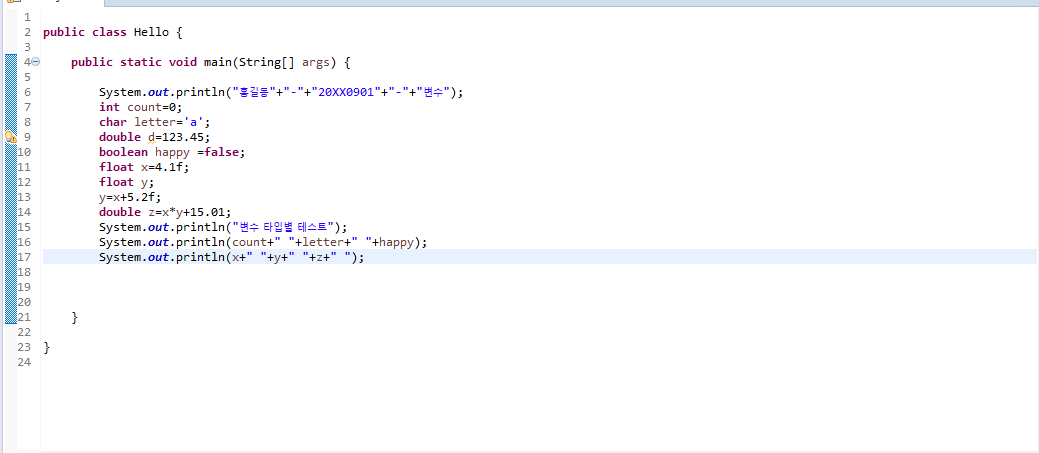 1
2 public class Hello {
3
4 public static void main(String[] args) {
5
6 System.out.println("홍길동"+"-"+"20XX0901"+"-"+"변수");
7 int count=0;
8 char letter='a';
9 double d=123.45;
10 boolean happy =false;
11 float x=4.1f;
12 float y;
13 y=x+5.2f;
14 double z=x*y+15.01;
15 System.out.println("변수 타입별 테스트");
16 System.out.println(count+" "+letter+" "+happy);
17 System.out.println(x+" "+y+" "+z+" ");
18
19
20
21 }
22
23 }
24